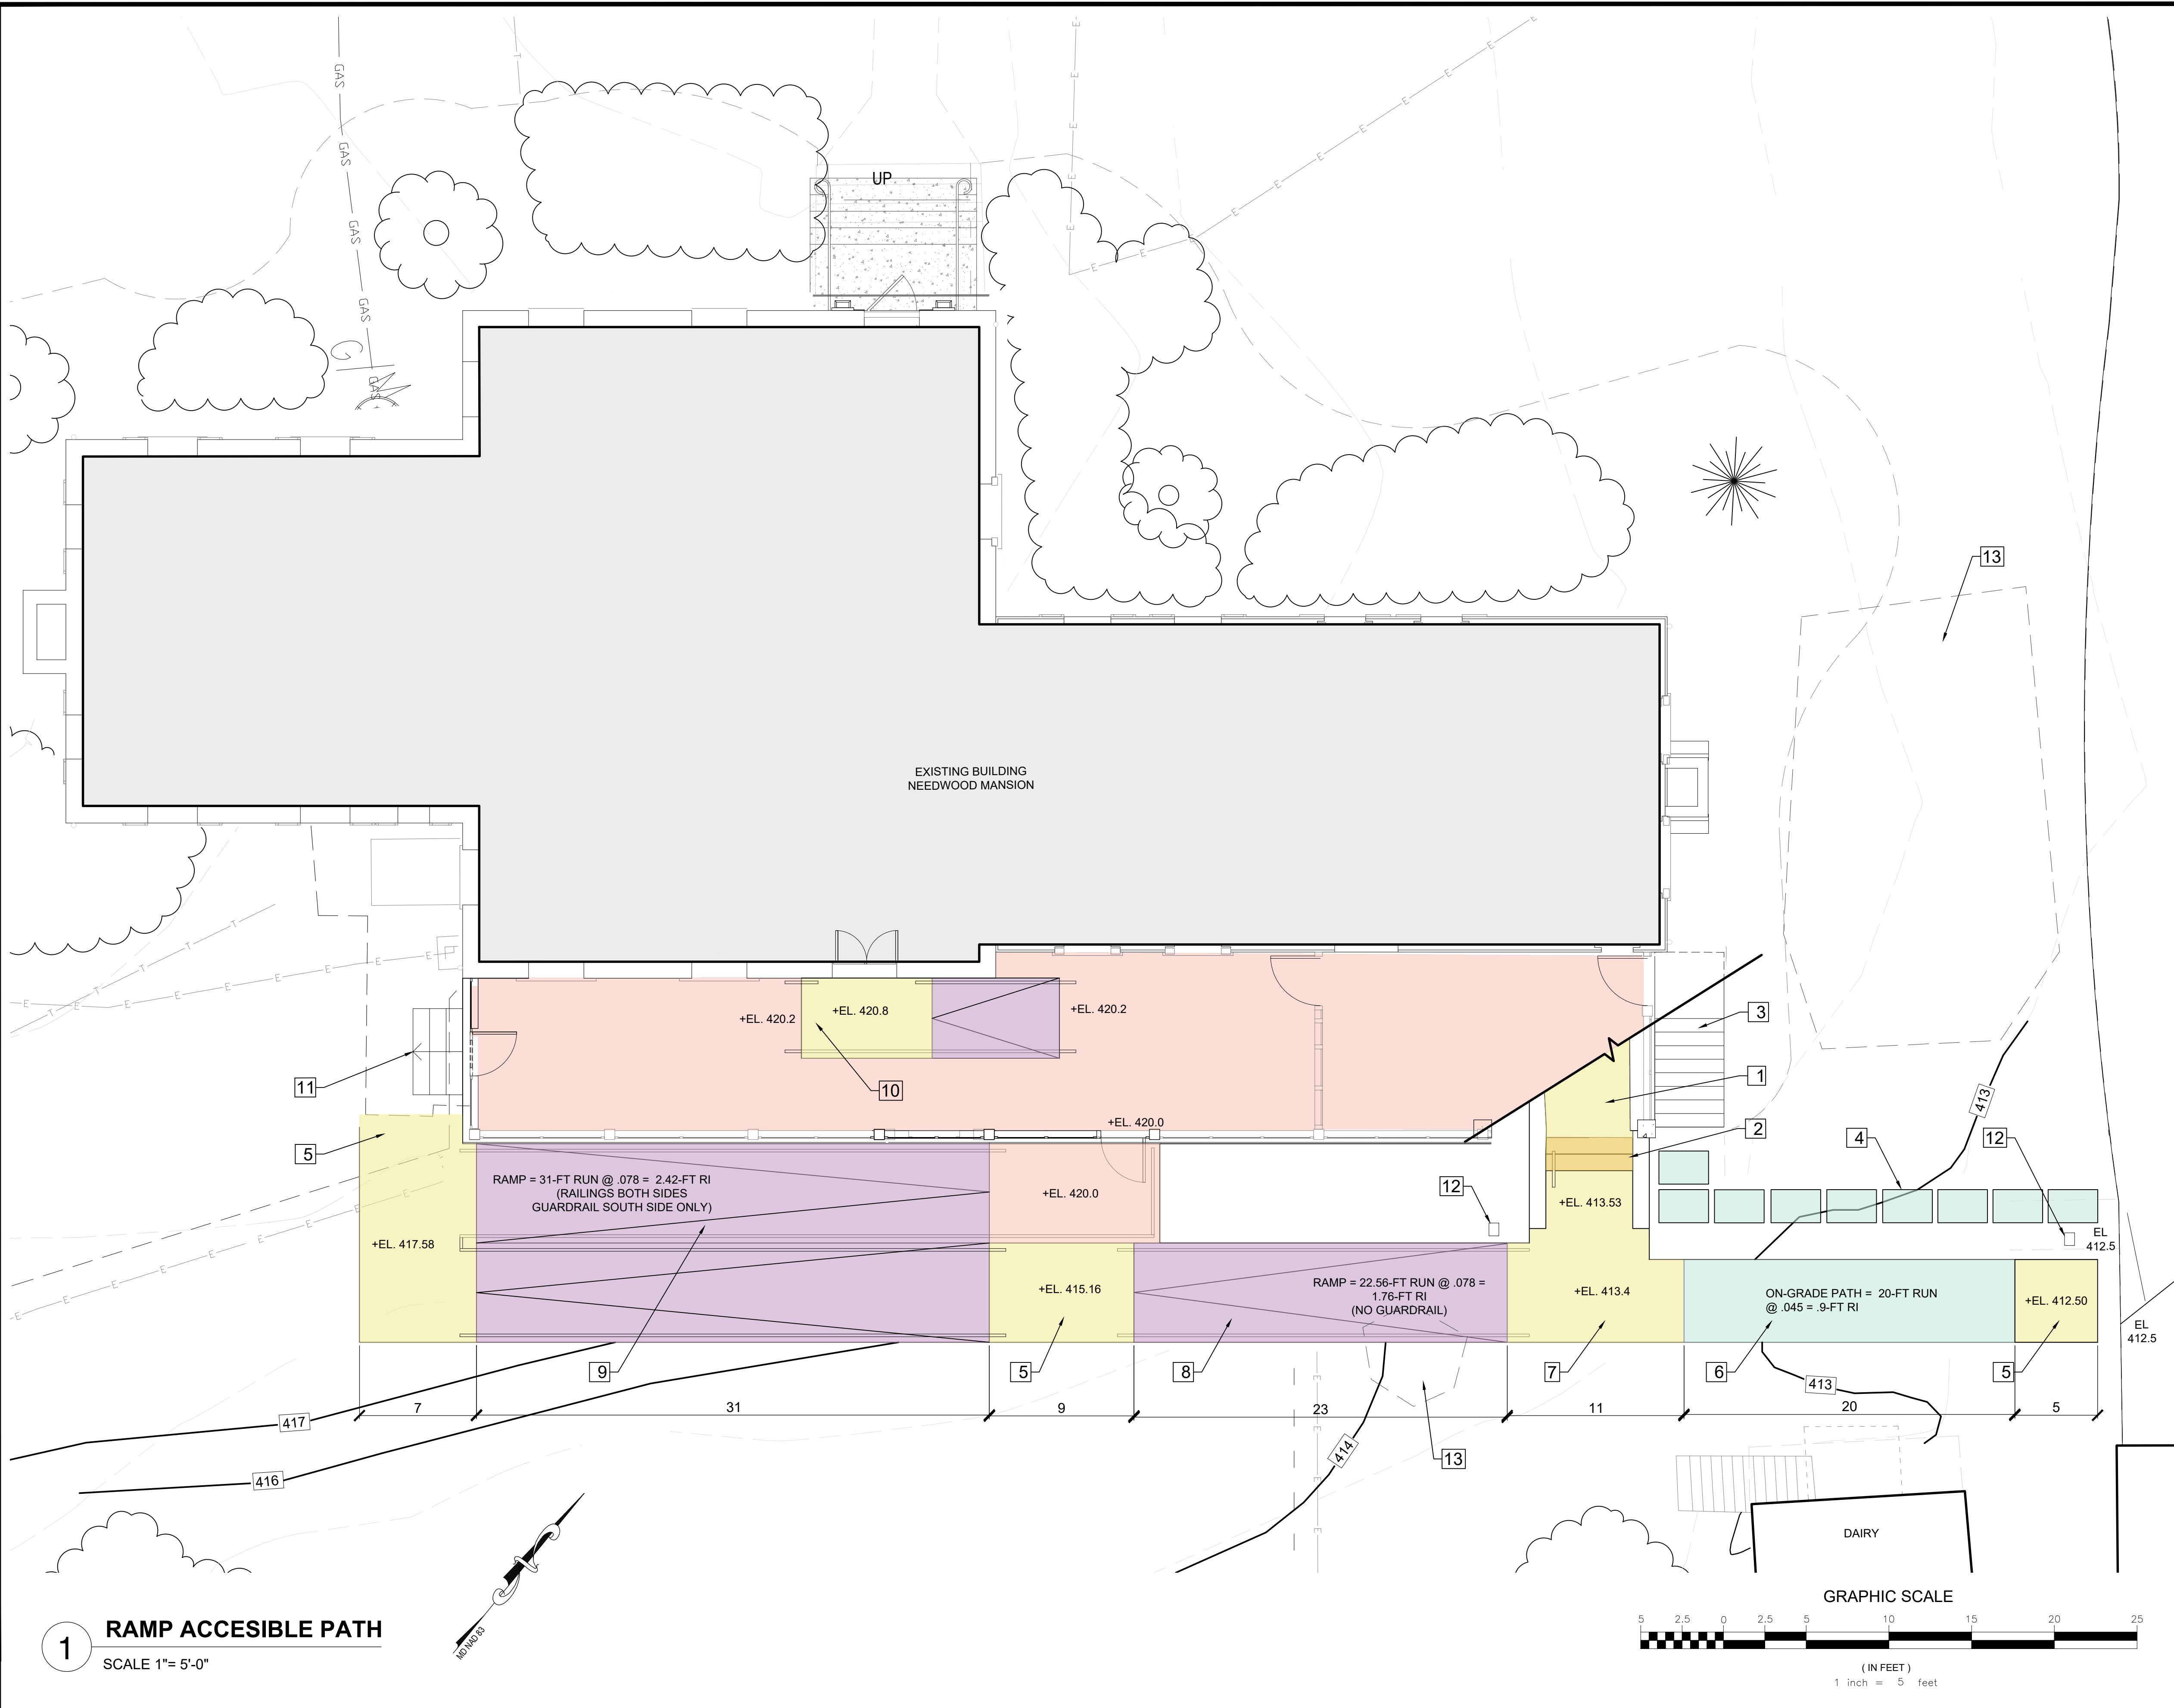 GAS
GAS
GAS
GAS
GAS
G
T
E
E
E
E
E
E
E
E
E
E
E
E
UP
13
EXISTING BUILDING
NEEDWOOD MANSION
T
T
T
E
E
E
E
E
E
E
+EL. 420.2
+EL. 420.8
+EL. 420.2
3
1
11
10
+EL. 420.0
2
4
12
413
5
RAMP = 31-FT RUN @ .078 = 2.42-FT RI
(RAILINGS BOTH SIDES
GUARDRAIL SOUTH SIDE ONLY)
+EL. 420.0
12
+EL. 413.53
EL
412.5
+EL. 417.58
E
E
E
E
E
E
+EL. 415.16
RAMP = 22.56-FT RUN @ .078 =
1.76-FT RI
(NO GUARDRAIL)
+EL. 413.4
ON-GRADE PATH = 20-FT RUN
@ .045 = .9-FT RI
+EL. 412.50
EL
412.5
9
5
8
7
6
5
413
7
31
9
23
11
20
5
417
416
414
13
E
E
E
DAIRY
MD NAD 83
1
RAMP ACCESIBLE PATH
SCALE 1"= 5'-0"
GRAPHIC SCALE
5 2.5 0 2.5 5 10 15 20 25
( IN FEET )
1 inch = 5 feet